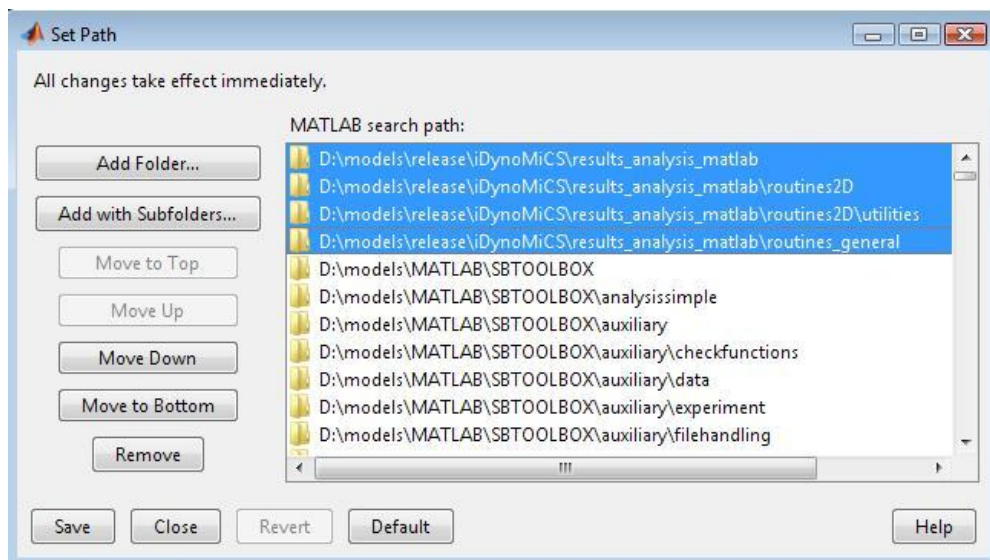 Set Path
All changes take effect immediately.
MATLAB search path:
Add Folder...
Add with Subfolders...
Move to Top
Move Up
Move Down
Move to Bottom
Remove
D:\models\release\iDynoMiCS\results_analysis_matlab
D:\models\release\iDynoMiCS\results_analysis_matlab\routines2D
D:\models\release\iDynoMiCS\results_analysis_matlab\routines2D\utilities
D:\models\release\iDynoMiCS\results_analysis_matlab\routines_general
D:\models\MATLAB\SBTOOLBOX
D:\models\MATLAB\SBTOOLBOX\analysissimple
D:\models\MATLAB\SBTOOLBOX\auxiliary
D:\models\MATLAB\SBTOOLBOX\auxiliary\checkfunctions
D:\models\MATLAB\SBTOOLBOX\auxiliary\data
D:\models\MATLAB\SBTOOLBOX\auxiliary\experiment
D:\models\MATLAB\SBTOOLBOX\auxiliary\filehandling
Save
Close
Revert
Default
Help